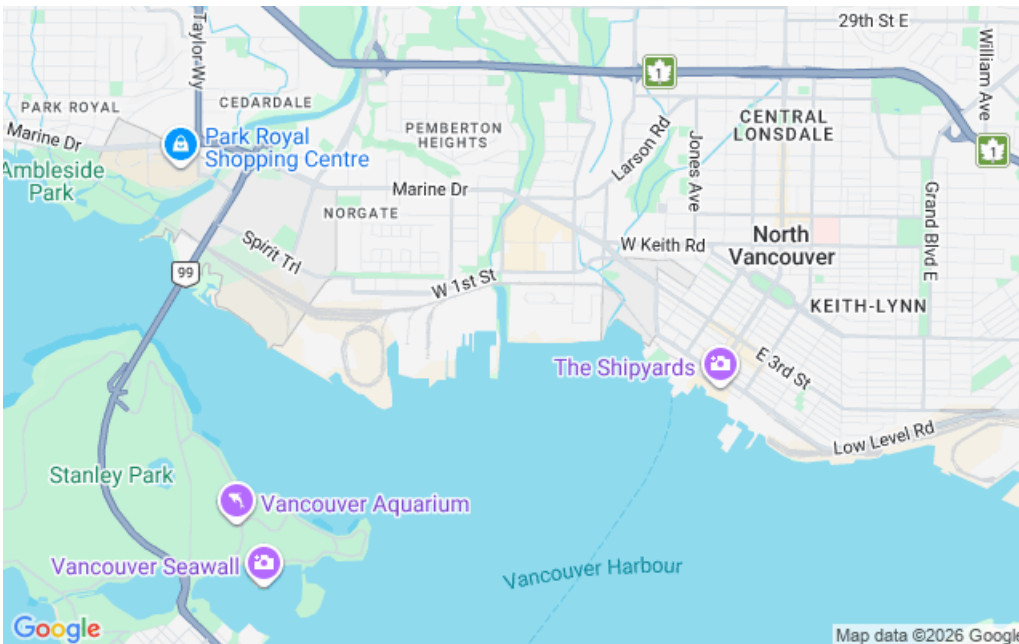 29th St E
Taylor Wy
William Ave
1
PARK ROYAL
CEDARDALE
CENTRAL
LONSDALE
Marine Dr
Park Royal
Shopping Centre
PEMBERTON
HEIGHTS
Larson Rd
Jones Ave
1
Ambleside
Park
Marine Dr
Grand Blvd E
NORGATE
Spirit Trl
W Keith Rd
North
Vancouver
99
W 1st St
KEITH-LYNN
The Shipyards
E 3rd St
Low Level Rd
Stanley Park
Vancouver Aquarium
Vancouver Seawall
Vancouver Harbour
Google
Map data ©2026 Google